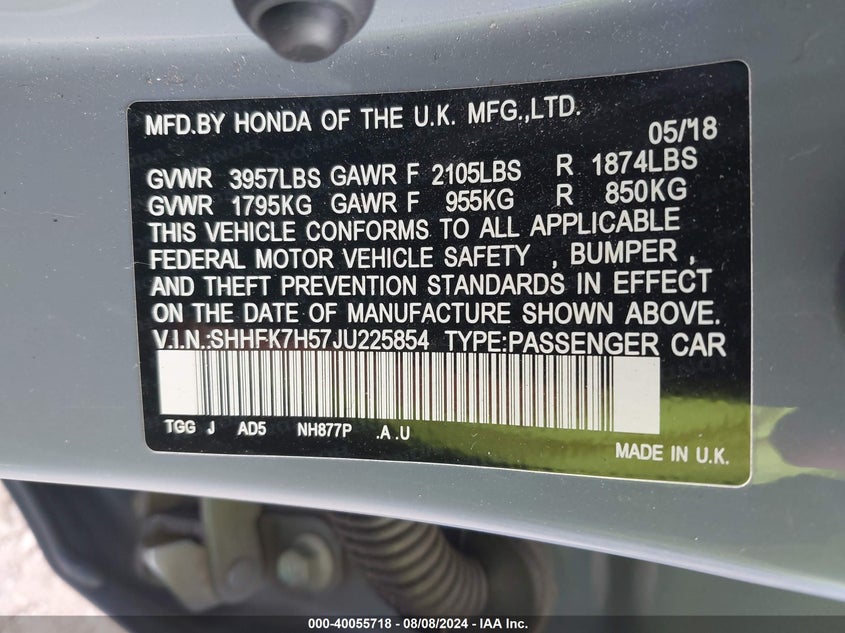 MFD.BY HONDA OF THE U.K. MFG.,LTD.
05/'18
GVWR 3957LBS GAWR F 2105LBS R 1874LBS
GVWR 1795KG GAWR F 955KG R 850KG
THIS VEHICLE CONFORMS TO ALL APPLICABLE
FEDERAL MOTOR VEHICLE SAFETY , BUMPER ,
AND THEFT PREVENTION STANDARDS IN EFFECT
ON THE DATE OF MANUFACTURE SHOWN ABOVE.
V.I.N.:SHHFK7H57JU225854 TYPE:PASSENGER CAR
TGG J AD5 NH877P .A .U
MADE IN U.K.
000-40055718 - 08/08/2024 - IAA Inc.